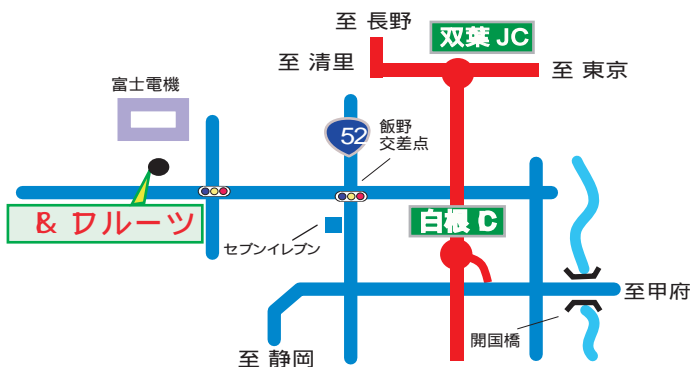 至 長野
双葉 JC
至 清里
至 東京
富士電機
52
飯野
交差点
& フルーツ
白根 IC
セブンイレブン
至甲府
開国橋
至 静岡